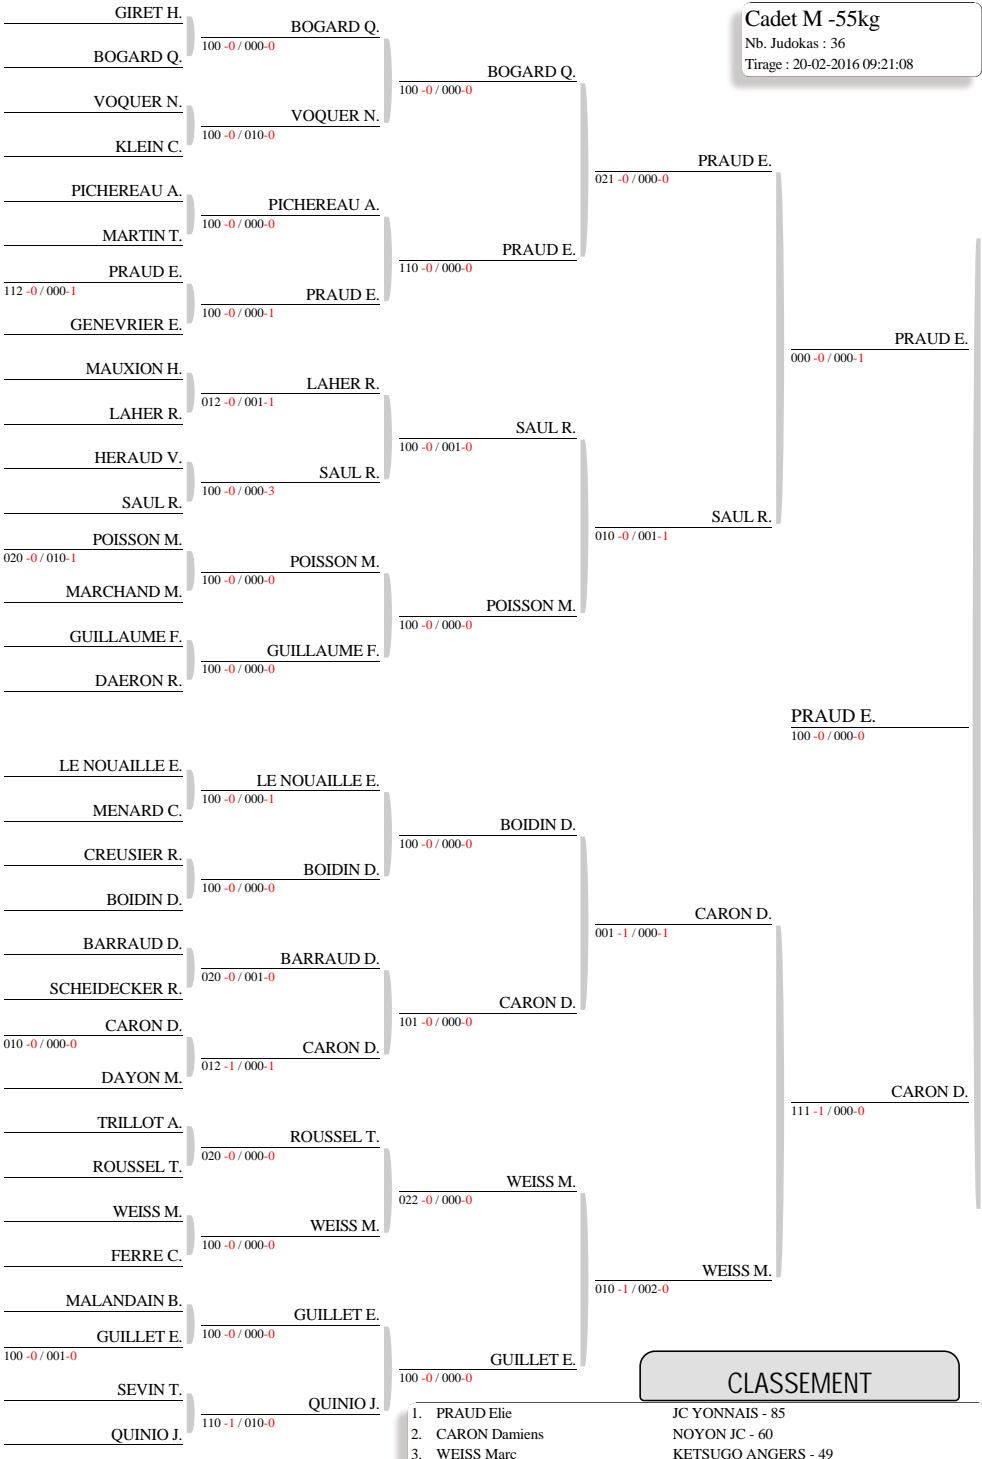 Cadet M -55kg
Nb. Judokas : 36
Tirage : 20-02-2016 09:21:08
GIRET H.
BOGARD Q.
VOQUER N.
KLEIN C.
PICHEREAU A.
MARTIN T.
PRAUD E.
112 -0 / 000-1
GENEVRIER E.
MAUXION H.
LAHER R.
HERAUD V.
SAUL R.
POISSON M.
020 -0 / 010-1
MARCHAND M.
GUILLAUME F.
DAERON R.
LE NOUAILLE E.
MENARD C.
CREUSIER R.
BOIDIN D.
BARRAUD D.
SCHEIDECKER R.
CARON D.
010 -0 / 000-0
DAYON M.
TRILLOT A.
ROUSSEL T.
WEISS M.
FERRE C.
MALANDAIN B.
GUILLET E.
100 -0 / 001-0
SEVIN T.
QUINIO J.
BOGARD Q.
100 -0 / 000-0
VOQUER N.
100 -0 / 010-0
PICHEREAU A.
100 -0 / 000-0
PRAUD E.
100 -0 / 000-1
LAHER R.
012 -0 / 001-1
SAUL R.
100 -0 / 000-3
POISSON M.
100 -0 / 000-0
GUILLAUME F.
100 -0 / 000-0
LE NOUAILLE E.
100 -0 / 000-1
BOIDIN D.
100 -0 / 000-0
BARRAUD D.
020 -0 / 001-0
CARON D.
012 -1 / 000-1
ROUSSEL T.
020 -0 / 000-0
WEISS M.
100 -0 / 000-0
GUILLET E.
100 -0 / 000-0
QUINIO J.
110 -1 / 010-0
BOGARD Q.
100 -0 / 000-0
PRAUD E.
110 -0 / 000-0
SAUL R.
100 -0 / 001-0
POISSON M.
100 -0 / 000-0
BOIDIN D.
100 -0 / 000-0
CARON D.
101 -0 / 000-0
WEISS M.
022 -0 / 000-0
GUILLET E.
100 -0 / 000-0
PRAUD E.
021 -0 / 000-0
SAUL R.
010 -0 / 001-1
CARON D.
001 -1 / 000-1
WEISS M.
010 -1 / 002-0
PRAUD E.
000 -0 / 000-1
PRAUD E.
100 -0 / 000-0
CARON D.
111 -1 / 000-0
CLASSEMENT
1. PRAUD Elie JC YONNAIS - 85
2. CARON Damiens NOYON JC - 60
3. WEISS Marc KETSUGO ANGERS - 49